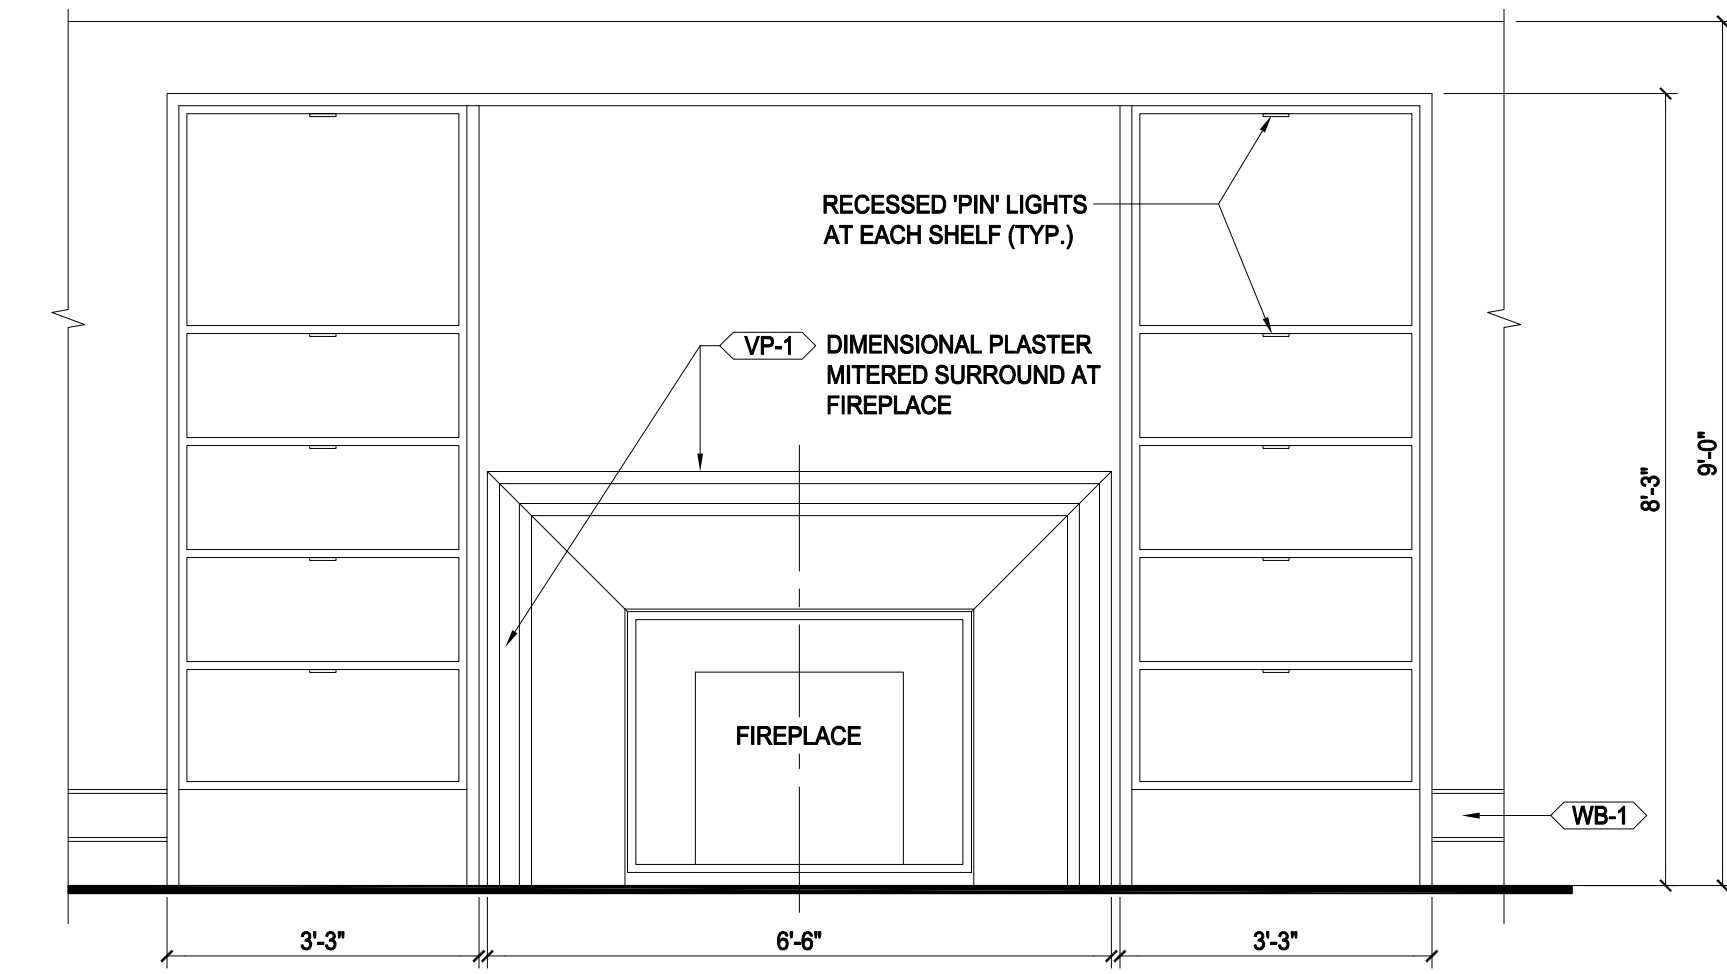 RECESSED 'PIN' LIGHTS
AT EACH SHELF (TYP.)
VP-1
DIMENSIONAL PLASTER
MITERED SURROUND AT
FIREPLACE
9'-0"
8'-3"
FIREPLACE
WB-1
3'-3"
6'-6"
3'-3"